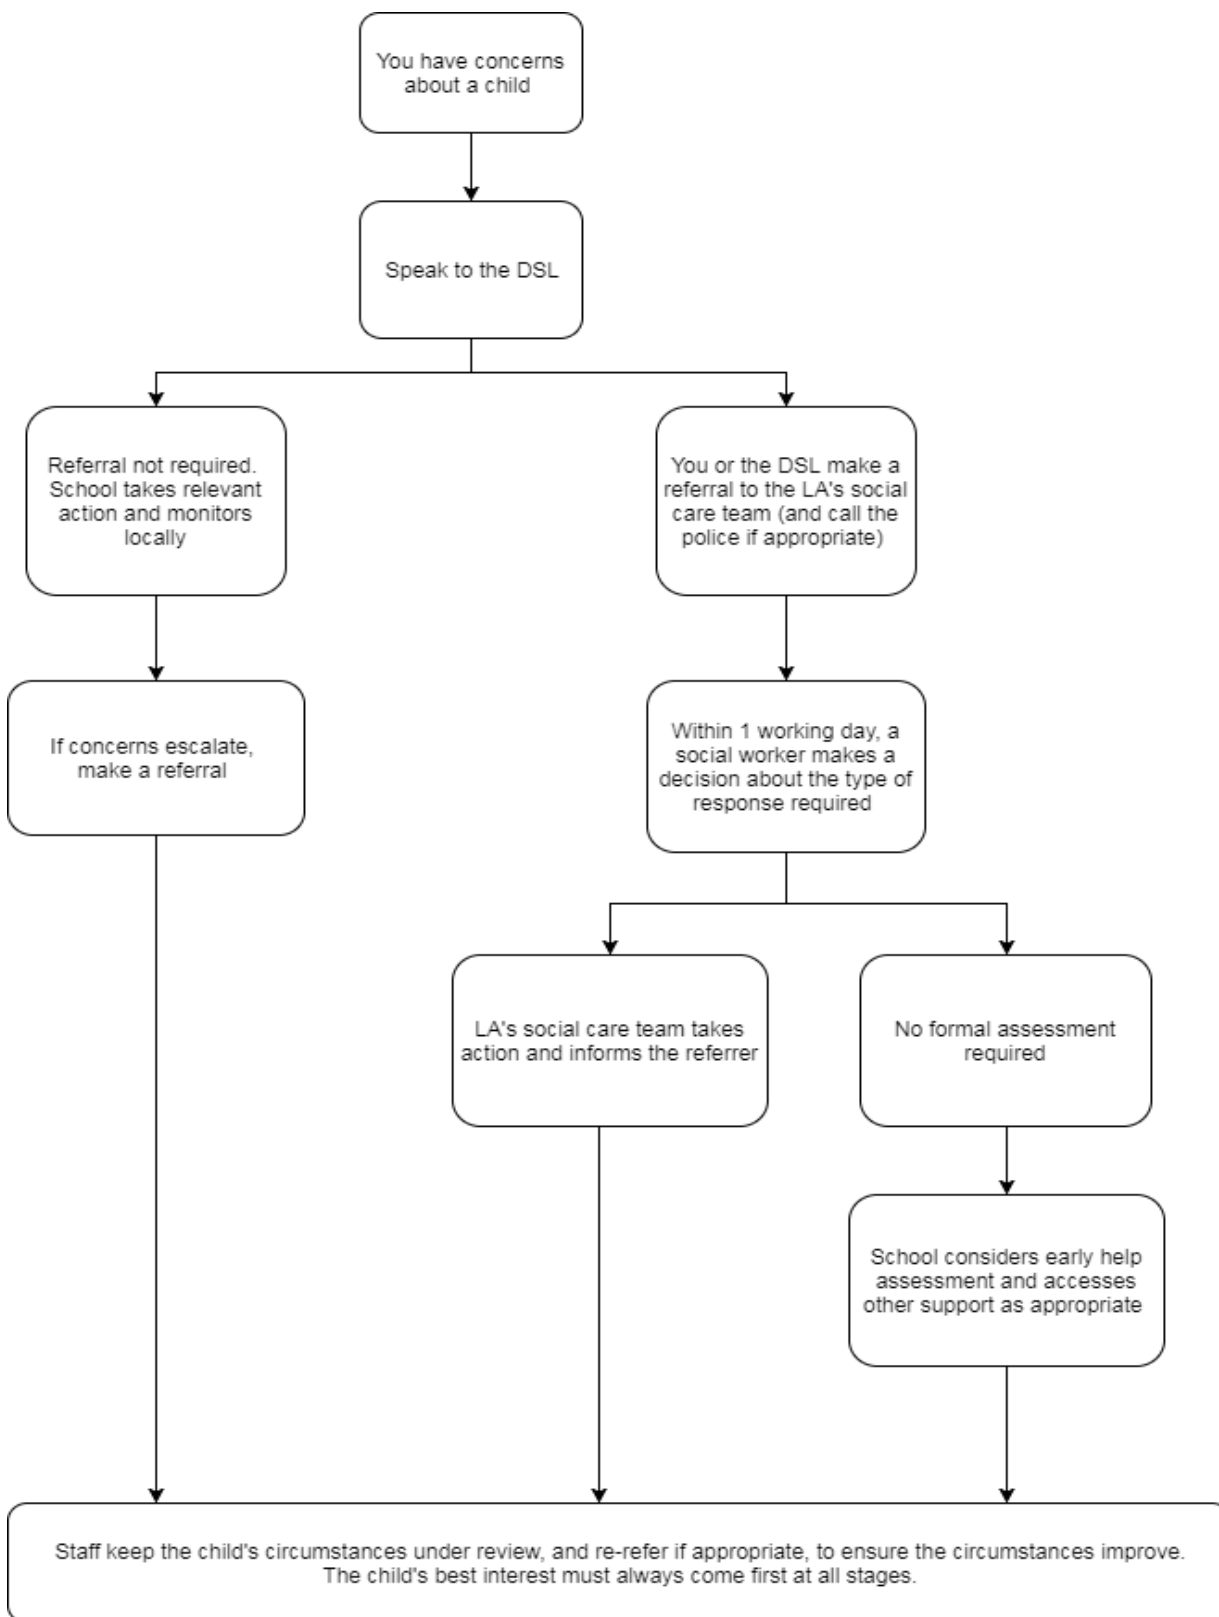 You have concerns
about a child
Speak to the DSL
Referral not required.
School takes relevant
action and monitors
locally
You or the DSL make a
referral to the LA's social
care team (and call the
police if appropriate)
If concerns escalate,
make a referral
Within 1 working day, a
social worker makes a
decision about the type of
response required
LA's social care team takes
action and informs the referrer
No formal assessment
required
School considers early help
assessment and accesses
other support as appropriate
Staff keep the child's circumstances under review, and re-refer if appropriate, to ensure the circumstances improve.
The child's best interest must always come first at all stages.